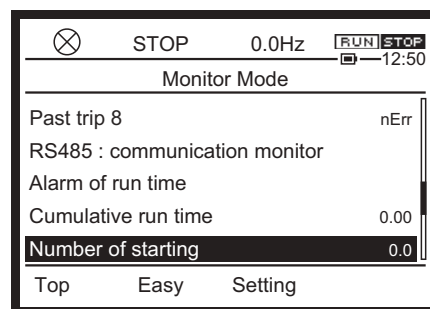 STOP 0.0Hz RUN STOP
12:50
Monitor Mode
Past trip 8 nErr
RS485 : communication monitor
Alarm of run time
Cumulative run time 0.00
Number of starting 0.0
Top Easy Setting